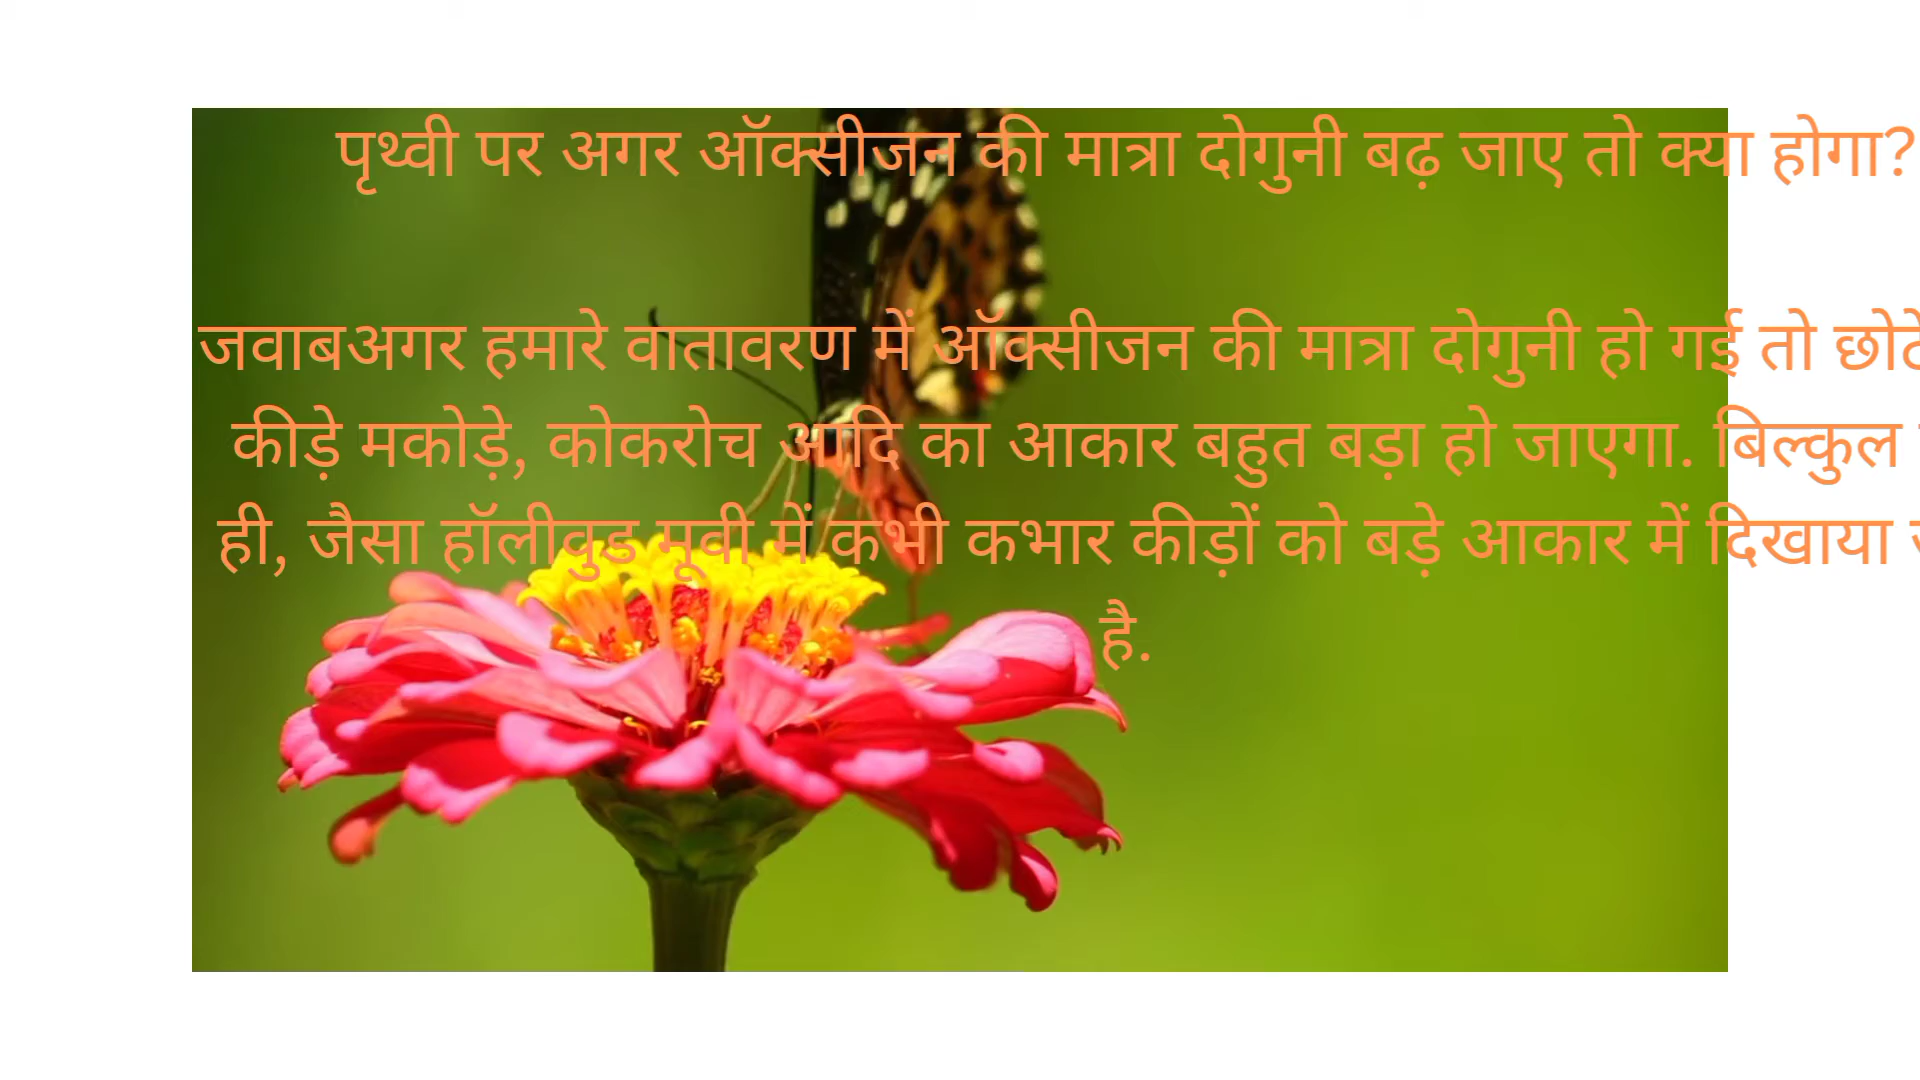 पृथ्वी पर अगर ऑक्सीजन की मात्रा दोगुनी बढ़ जाए तो क्या होगा?
जवाबअगर हमारे वातावरण में ऑक्सीजन की मात्रा दोगुनी हो गई तो
कीड़े मकोड़े, कोकरोच आदि का आकार बहुत बड़ा हो जाएगा. बिल्कुल
ही, जैसा हॉलीवुड मूवी में कभी कभार कीड़ों को बड़े आकार में दिखाया
है.